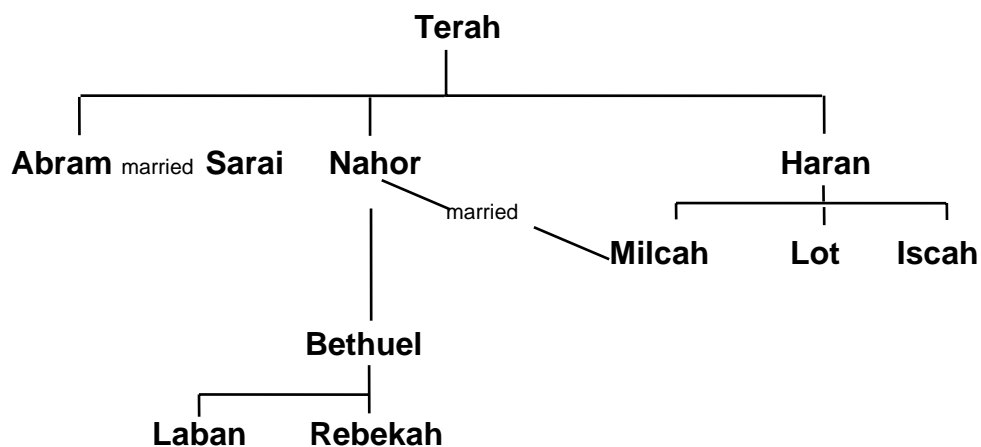 Terah
Abram married Sarai Nahor Haran
married
Milcah Lot Iscah
Bethuel
Laban Rebekah